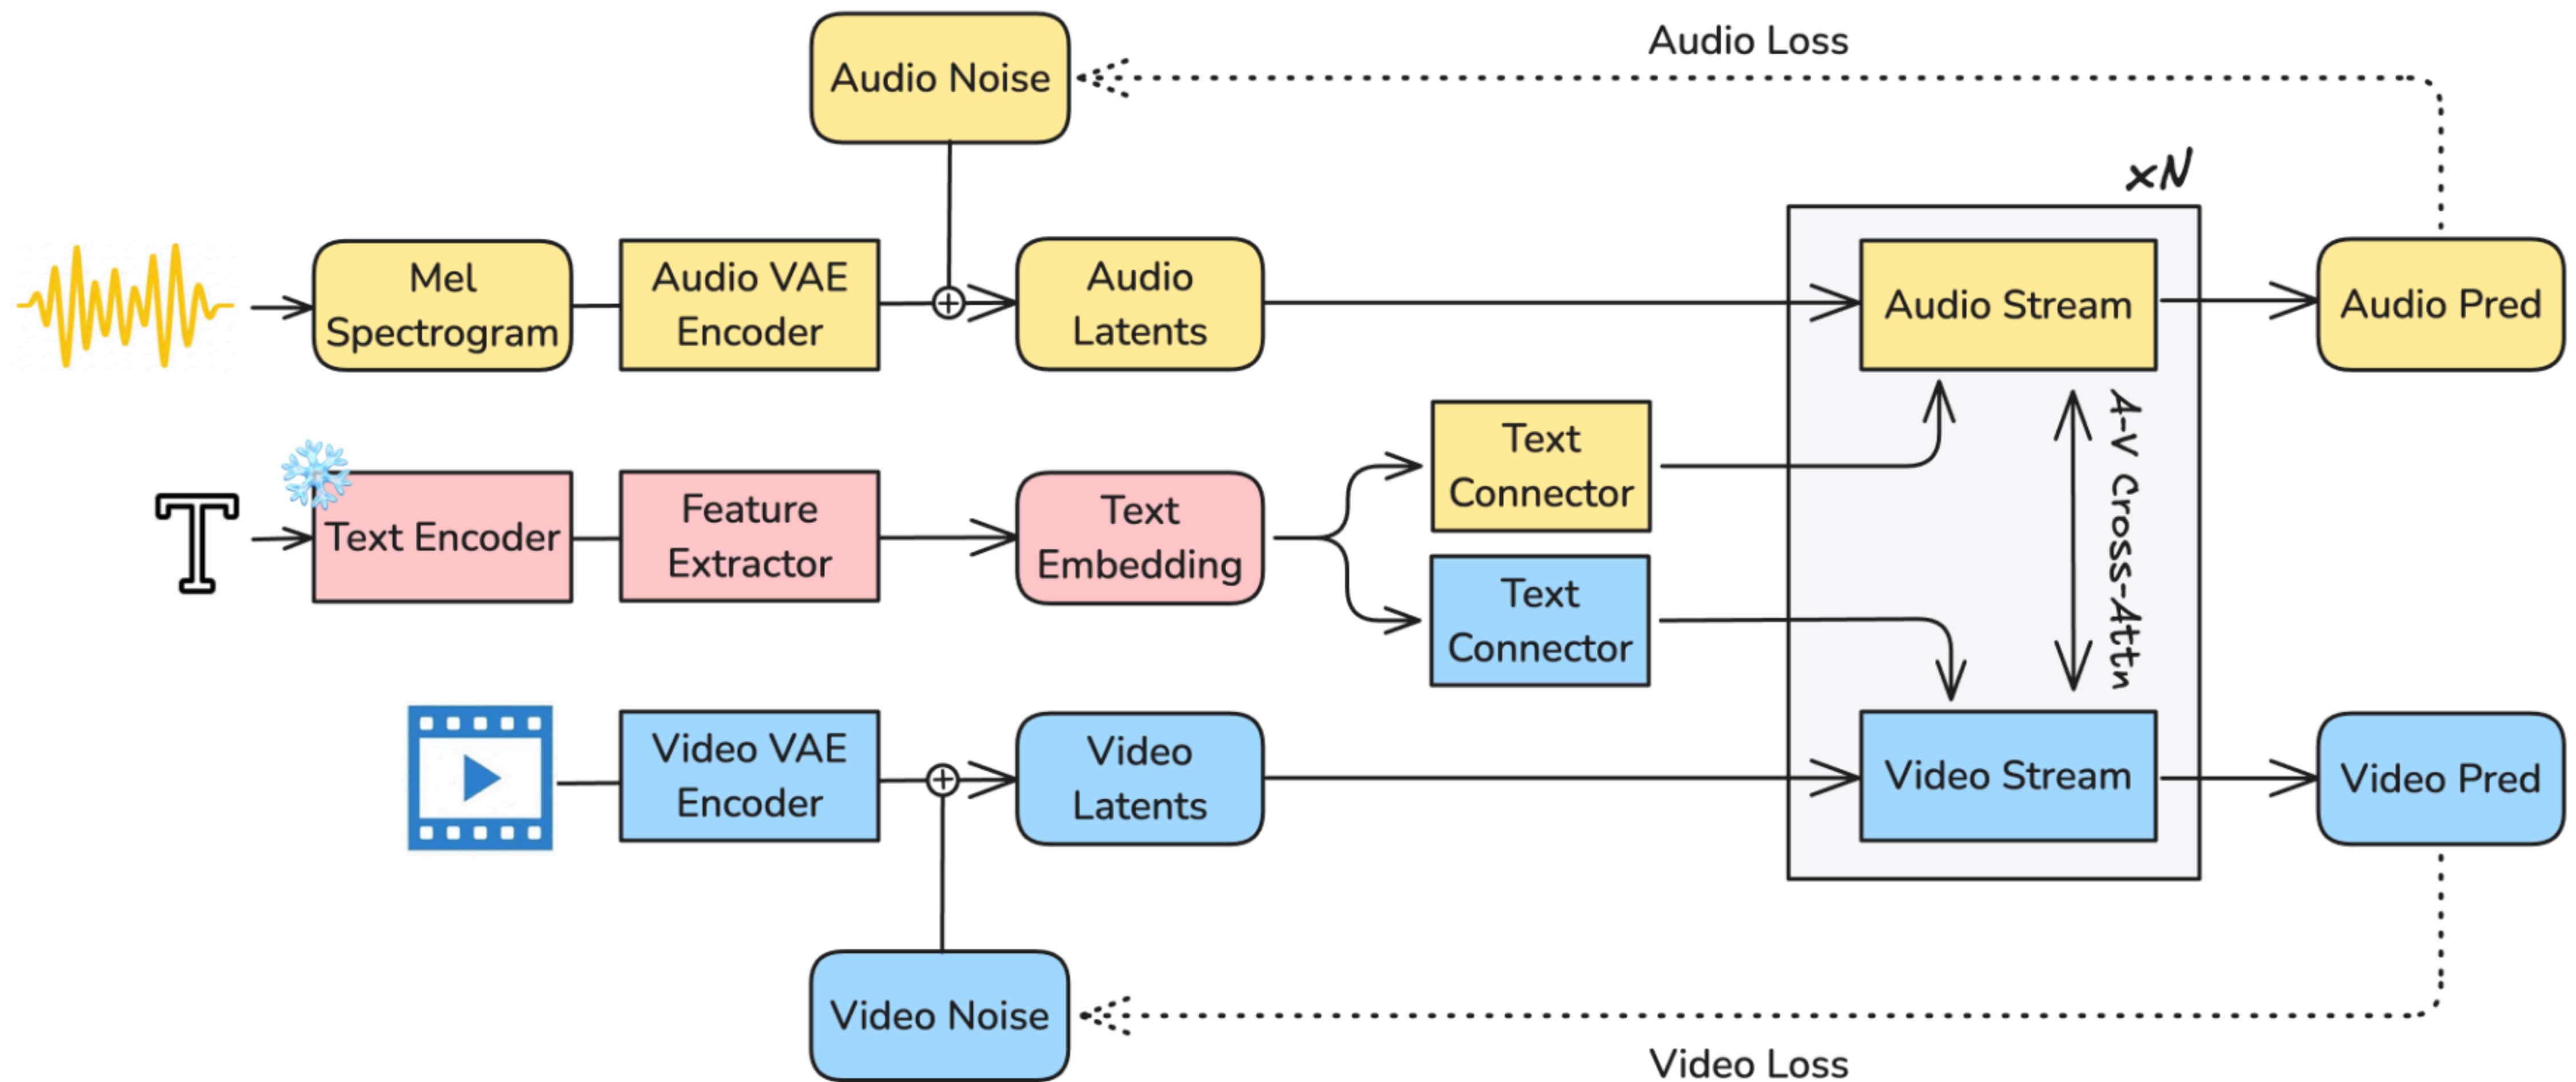 Audio Noise
Audio Loss
xN
Mel
Spectrogram
Audio VAE
Encoder
Audio
Latents
Audio Stream
Audio Pred
T
Text Encoder
Feature
Extractor
Text
Embedding
Text
Connector
Text
Connector
A-V Cross-Attn
Video VAE
Encoder
Video
Latents
Video Stream
Video Pred
Video Noise
Video Loss